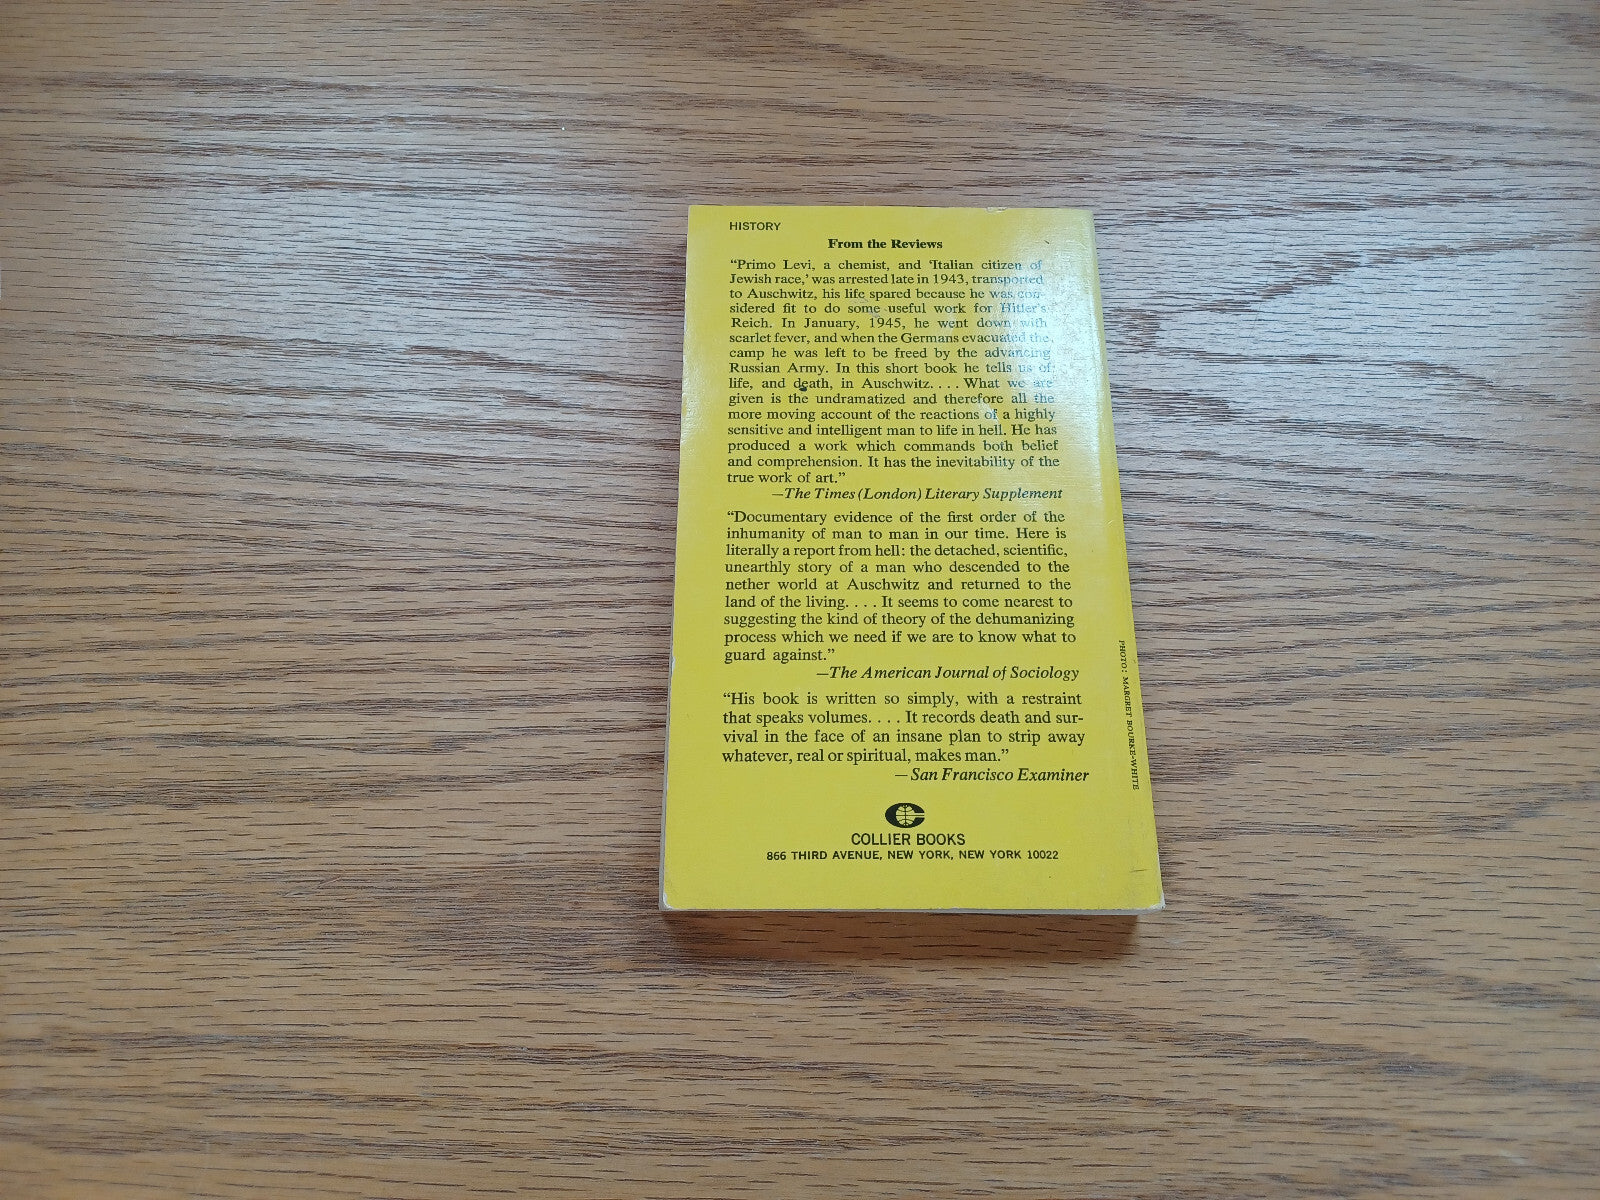 HISTORY
From the Reviews
“Primo Levi, a chemist, and ‘Italian citizen of
Jewish race,’ was arrested late in 1943, transported
to Auschwitz, his life spared because he was con-
sidered fit to do some useful work for Hitler's
Reich. In January, 1945, he went down with
scarlet fever, and when the Germans evacuated the
camp he was left to be freed by the advancing
Russian Army. In this short book he tells us of
life, and death, in Auschwitz. . . . What we are
given is the undramatized and therefore all the
more moving account of the reactions of a highly
sensitive and intelligent man to life in hell. He has
produced a work which commands both belief
and comprehension. It has the inevitability of the
true work of art.”
—The Times (London) Literary Supplement
“Documentary evidence of the first order of the
inhumanity of man to man in our time. Here is
literally a report from hell: the detached, scientific,
unearthly story of a man who descended to the
nether world at Auschwitz and returned to the
land of the living. . . . It seems to come nearest to
suggesting the kind of theory of the dehumanizing
process which we need if we are to know what to
guard against.”
—The American Journal of Sociology
“His book is written so simply, with a restraint
that speaks volumes. . . . It records death and sur-
vival in the face of an insane plan to strip away
whatever, real or spiritual, makes man.”
—San Francisco Examiner
COLLIER BOOKS
866 THIRD AVENUE, NEW YORK, NEW YORK 10022
PHOTO: MARGRET BOURKE-WHITE